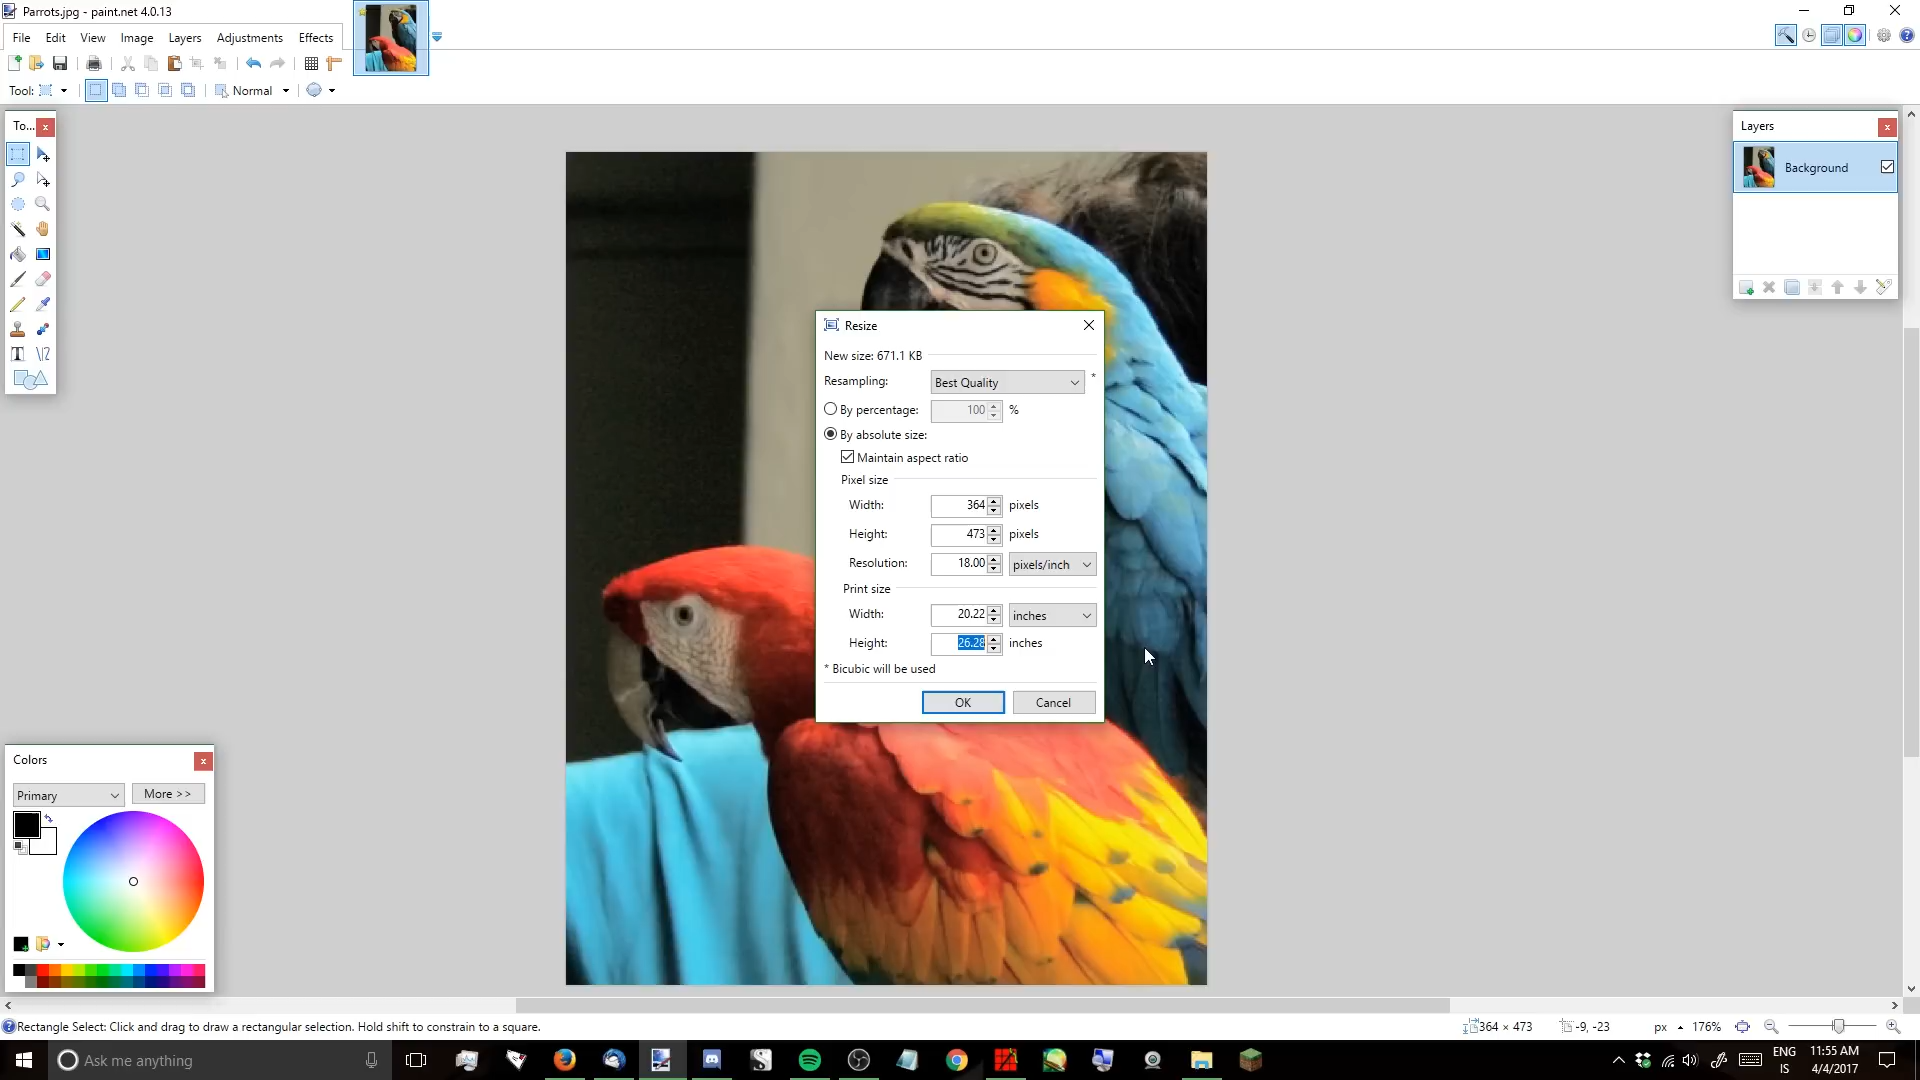 Parrots.jpg - paint.net 4.0.13
File Edit View Image Layers Adjustments Effects
Tool: Normal
To... x
Layers x
Background
Resize
New size: 671.1 KB
Resampling: Best Quality *
By percentage: 100 %
By absolute size:
Maintain aspect ratio
Pixel size
Width: 364 pixels
Height: 473 pixels
Resolution: 18.00 pixels/inch
Print size
Width: 20.22 inches
Height: 26.28 inches
* Bicubic will be used
OK Cancel
Colors x
Primary More >>
Rectangle Select: Click and drag to draw a rectangular selection. Hold shift to constrain to a square. 364 × 473 -9, -23 px 176%
Ask me anything
ENG 11:55 AM
IS 4/4/2017